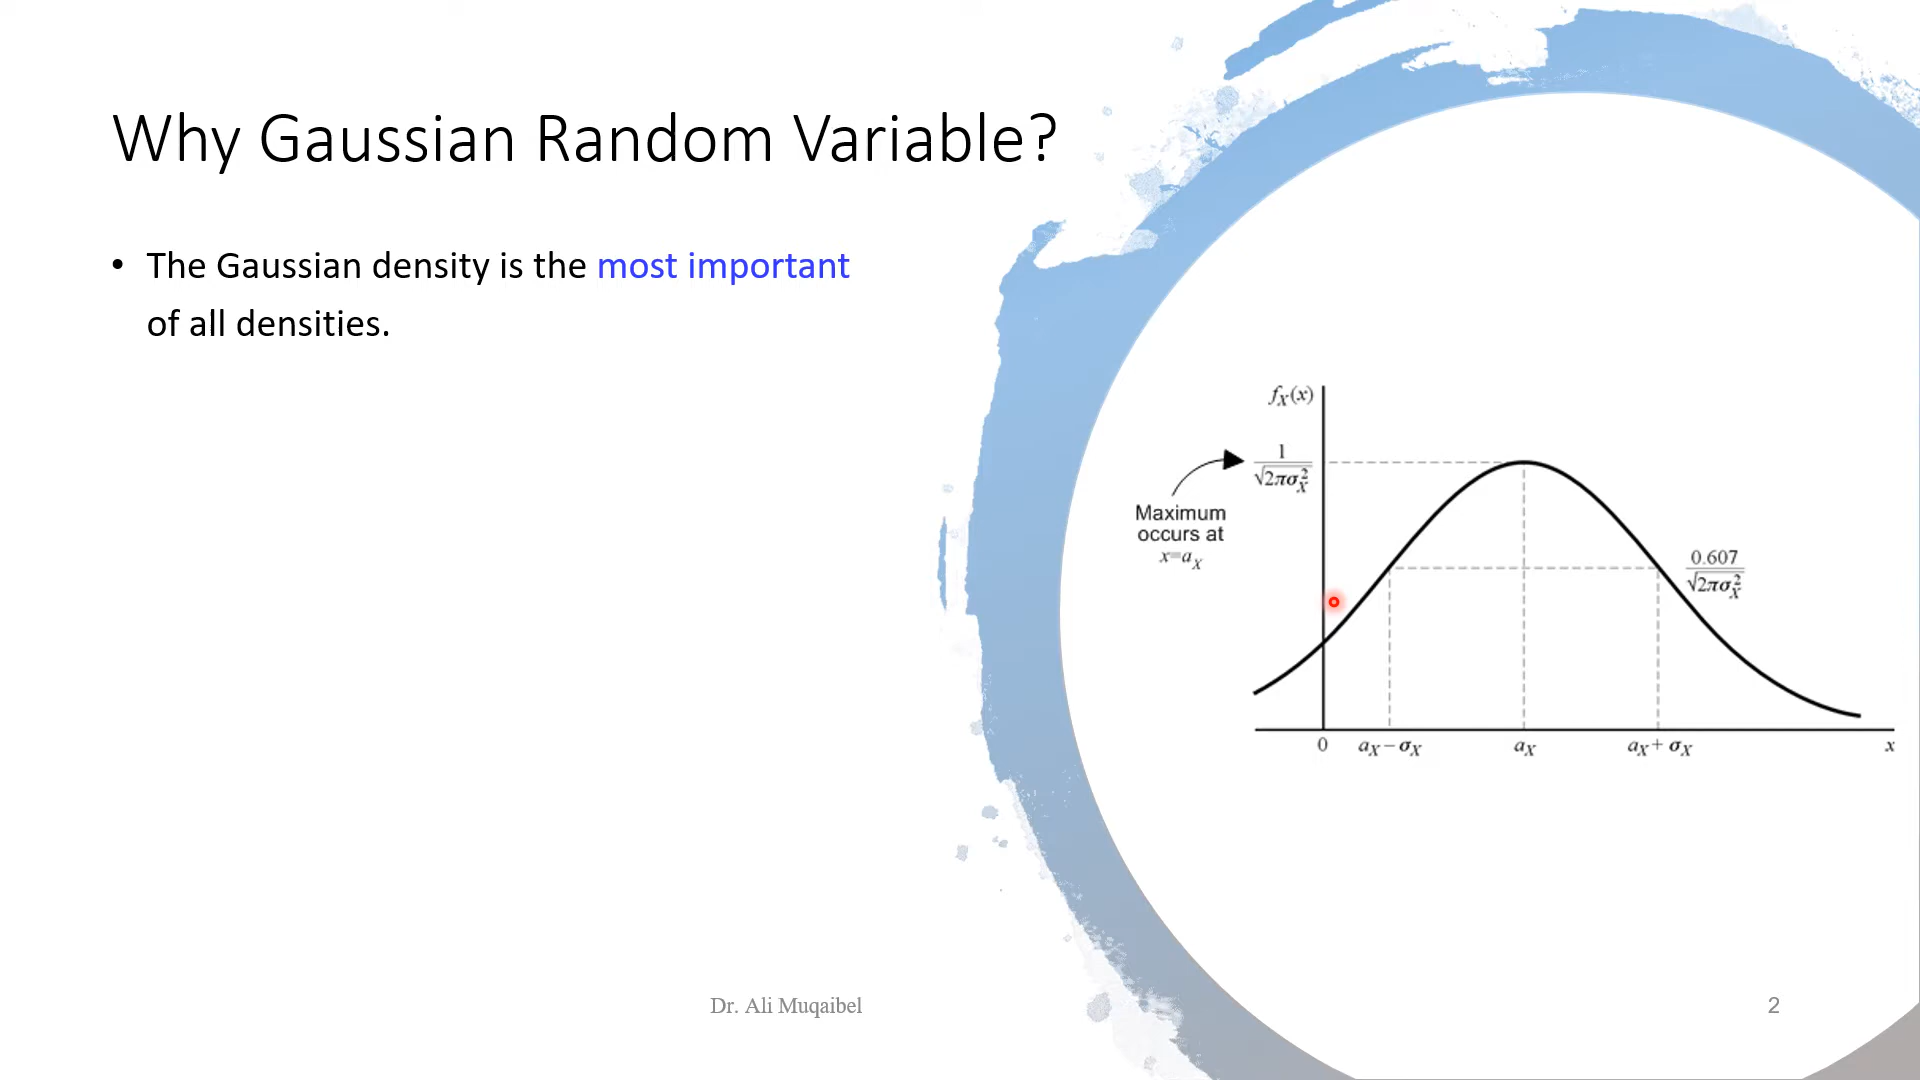 Why Gaussian Random Variable?
• The Gaussian density is the most important
of all densities.
fX(x)
1/√2πσX²
Maximum
occurs at
x=aX
0.607/√2πσX²
0 aX−σX aX aX+σX x
Dr. Ali Muqaibel 2